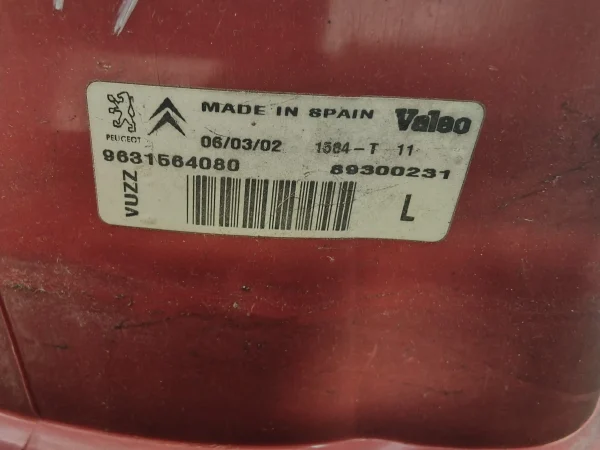 MADE IN SPAIN Valeo
PEUGEOT
06/03/02 1564-T 11
9631564080 89300231
VUZZ
L